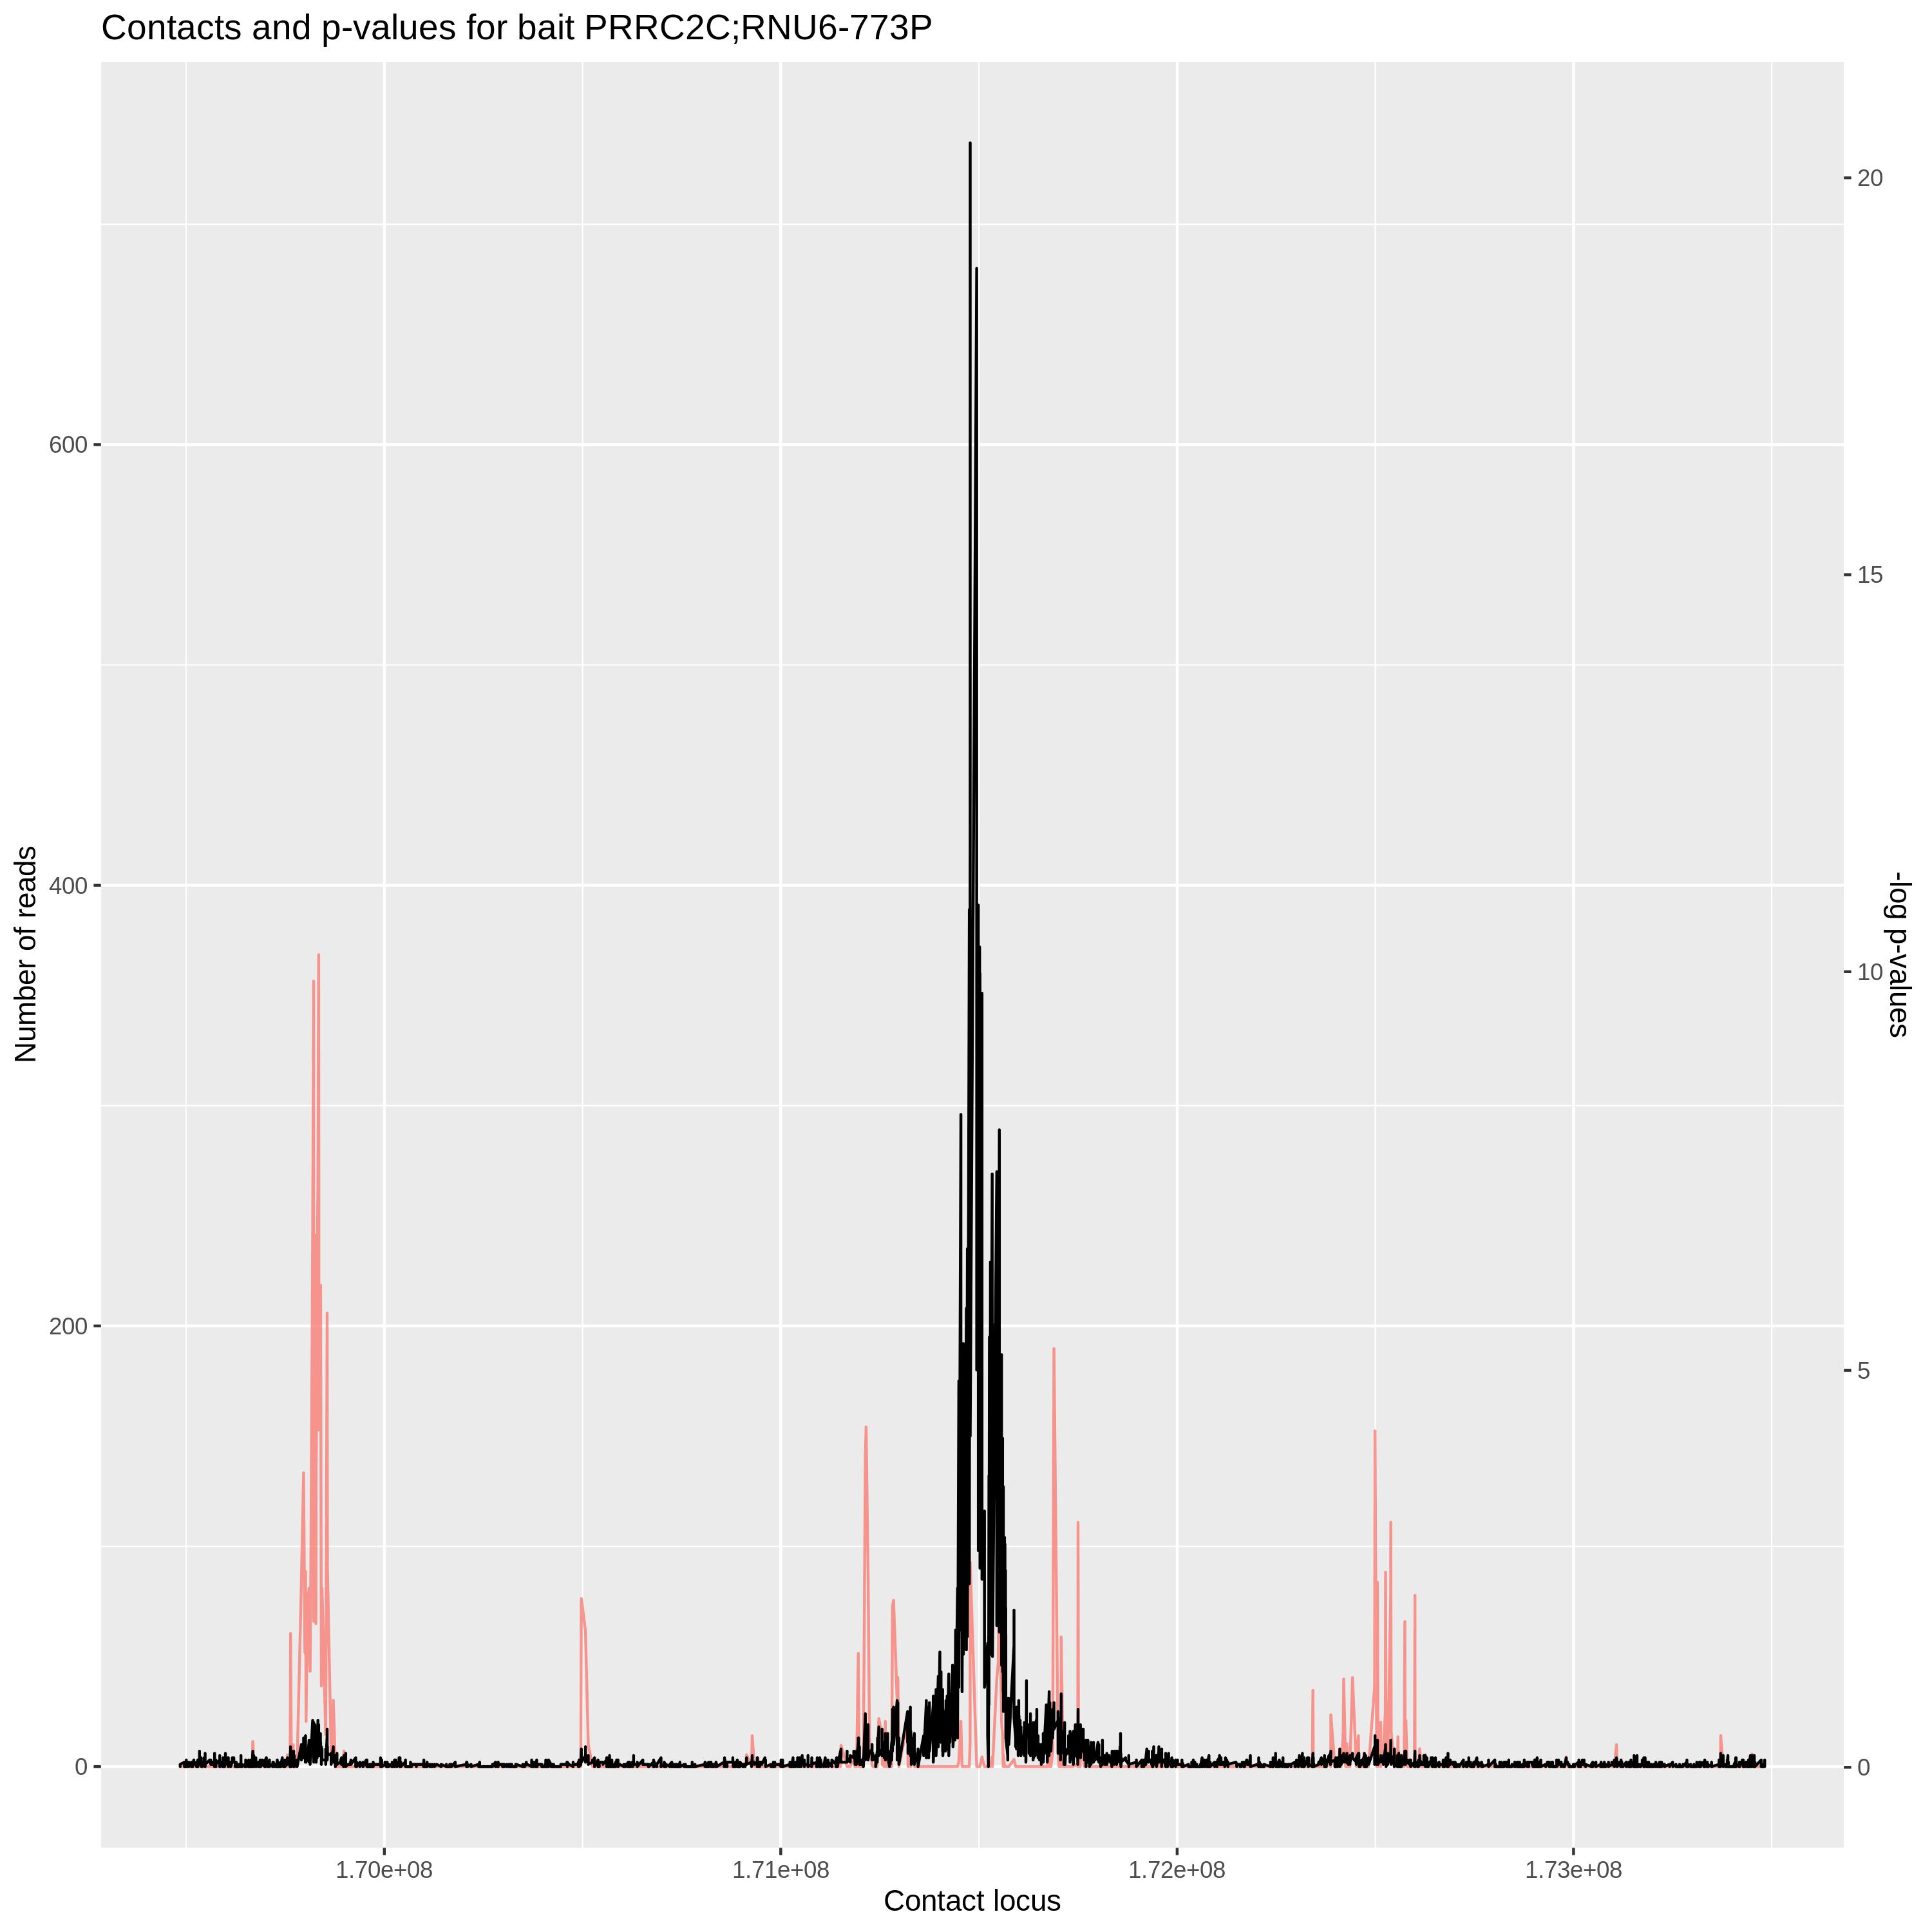 Contacts and p-values for bait PRRC2C;RNU6-773P
Number of reads
600
400
200
0
20
15
10
5
0
-log p-values
1.70e+08 1.71e+08 1.72e+08 1.73e+08
Contact locus